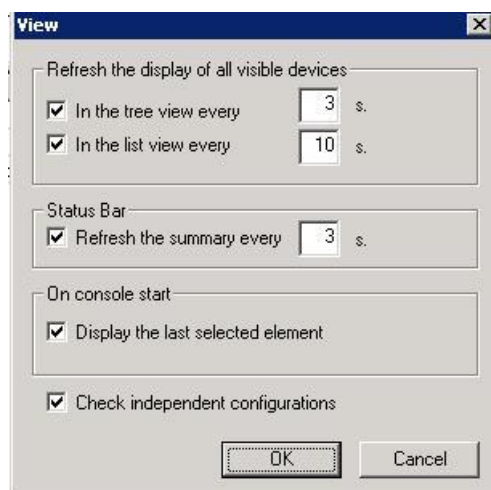 View
Refresh the display of all visible devices
In the tree view every 3 s.
In the list view every 10 s.
Status Bar
Refresh the summary every 3 s.
On console start
Display the last selected element
Check independent configurations
OK Cancel